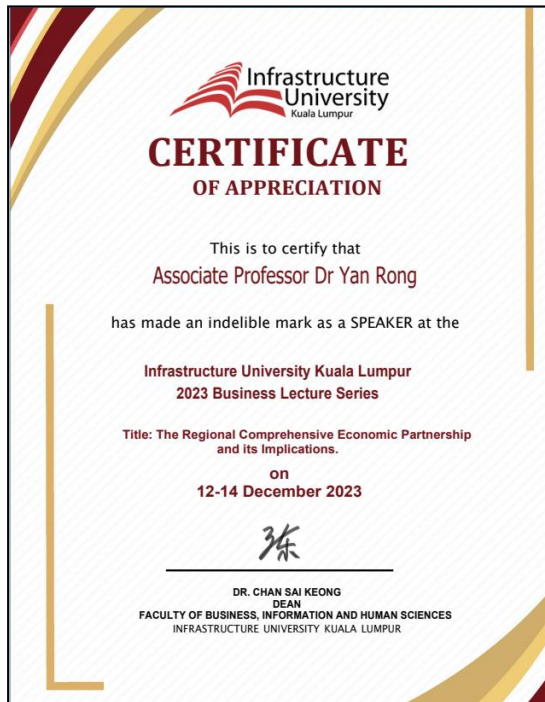 Infrastructure
University
Kuala Lumpur
CERTIFICATE
OF APPRECIATION
This is to certify that
Associate Professor Dr Yan Rong
has made an indelible mark as a SPEAKER at the
Infrastructure University Kuala Lumpur
2023 Business Lecture Series
Title: The Regional Comprehensive Economic Partnership
and its Implications.
on
12-14 December 2023
DR. CHAN SAI KEONG
DEAN
FACULTY OF BUSINESS, INFORMATION AND HUMAN SCIENCES
INFRASTRUCTURE UNIVERSITY KUALA LUMPUR